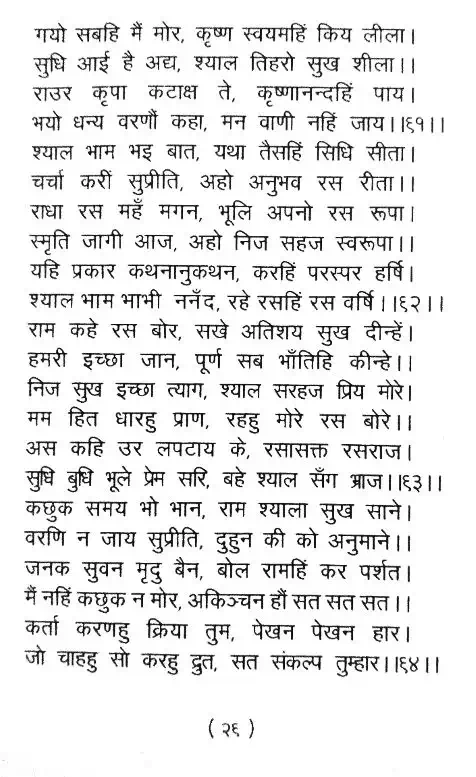 गयो सबहि मैं मोर, कृष्ण स्वयमहिं किय लीला।
सुधि आई है अद्य, श्याल तिहरो सुख शीला।।
राउर कृपा कटाक्ष ते, कृष्णानन्दहिं पाय।
भयो धन्य वरणौं कहा, मन वाणी नहिं जाय।।६१।।
श्याल भाम भइ बात, यथा तैसहिं सिधि सीता।
चर्चा करीं सुप्रीति, अहो अनुभव रस रीता।।
राधा रस महँ मगन, भूलि अपनो रस रूपा।
स्मृति जागी आज, अहो निज सहज स्वरूपा।।
यहि प्रकार कथनानुकथन, करहिं परस्पर हर्षि।
श्याल भाम भाभी ननँद, रहे रसहिं रस वर्षि।।६२।।
राम कहे रस बोर, सखे अतिशय सुख दीन्हें।
हमरी इच्छा जान, पूर्ण सब भाँतिहि कीन्हे।।
निज सुख इच्छा त्याग, श्याल सरहज प्रिय मोरे।
मम हित धारहु प्राण, रहहु मोरे रस बोरे।।
अस कहि उर लपटाय के, रसासक्त रसराज।
सुधि बुधि भूले प्रेम सरि, बहे श्याल सँग भ्राज।।६३।।
कछुक समय भो भान, राम श्याला सुख साने।
वरणि न जाय सुप्रीति, दुहुन की को अनुमाने।।
जनक सुवन मृदु बैन, बोल रामहिं कर पर्शत।
मैं नहिं कछुक न मोर, अकिञ्चन हौं सत सत सत।।
कर्ता करणहु क्रिया तुम, पेखन पेखन हार।
जो चाहहु सो करहु द्रुत, सत संकल्प तुम्हार।।६४।।
( २६ )